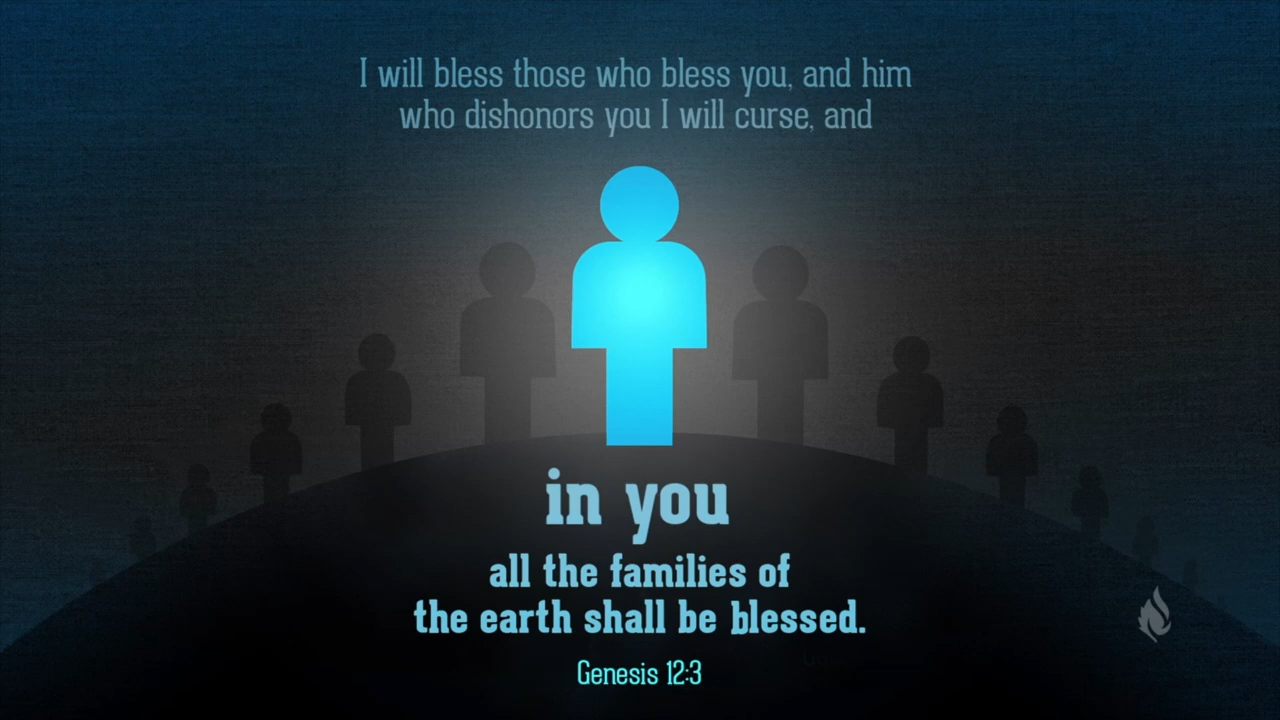 I will bless those who bless you, and him
who dishonors you I will curse, and
in you
all the families of
the earth shall be blessed.
Genesis 12:3